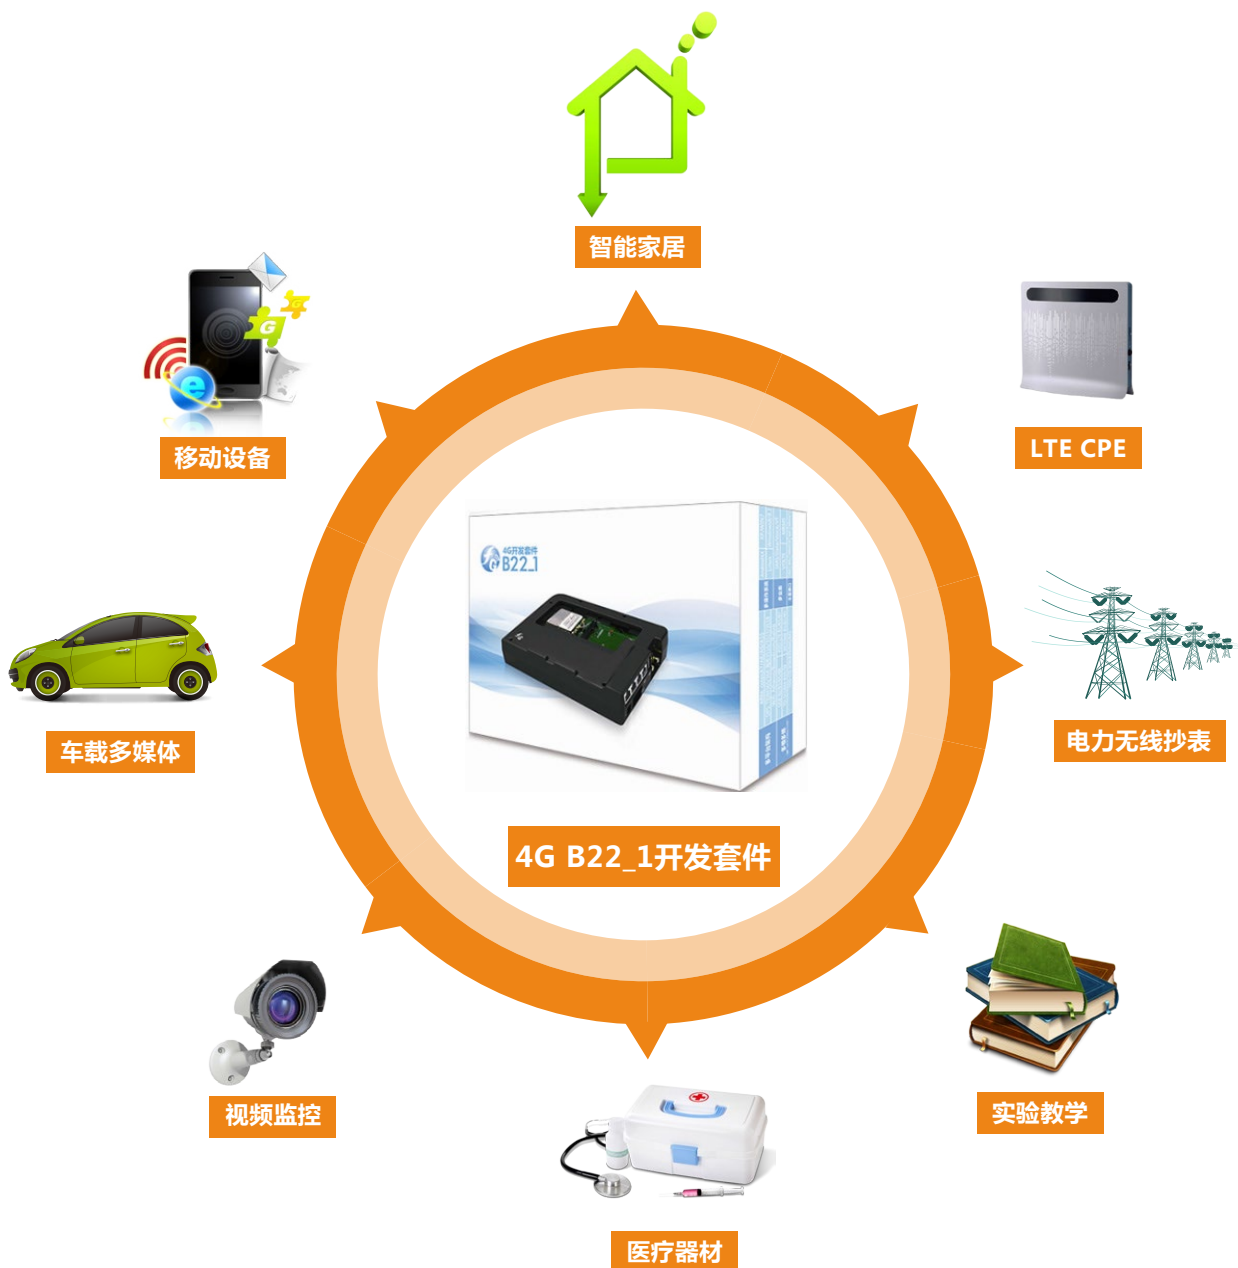 智能家居
移动设备
LTE CPE
G
G
e
4G开发套件
B22_1
车载多媒体
电力无线抄表
4G B22_1开发套件
视频监控
实验教学
医疗器材